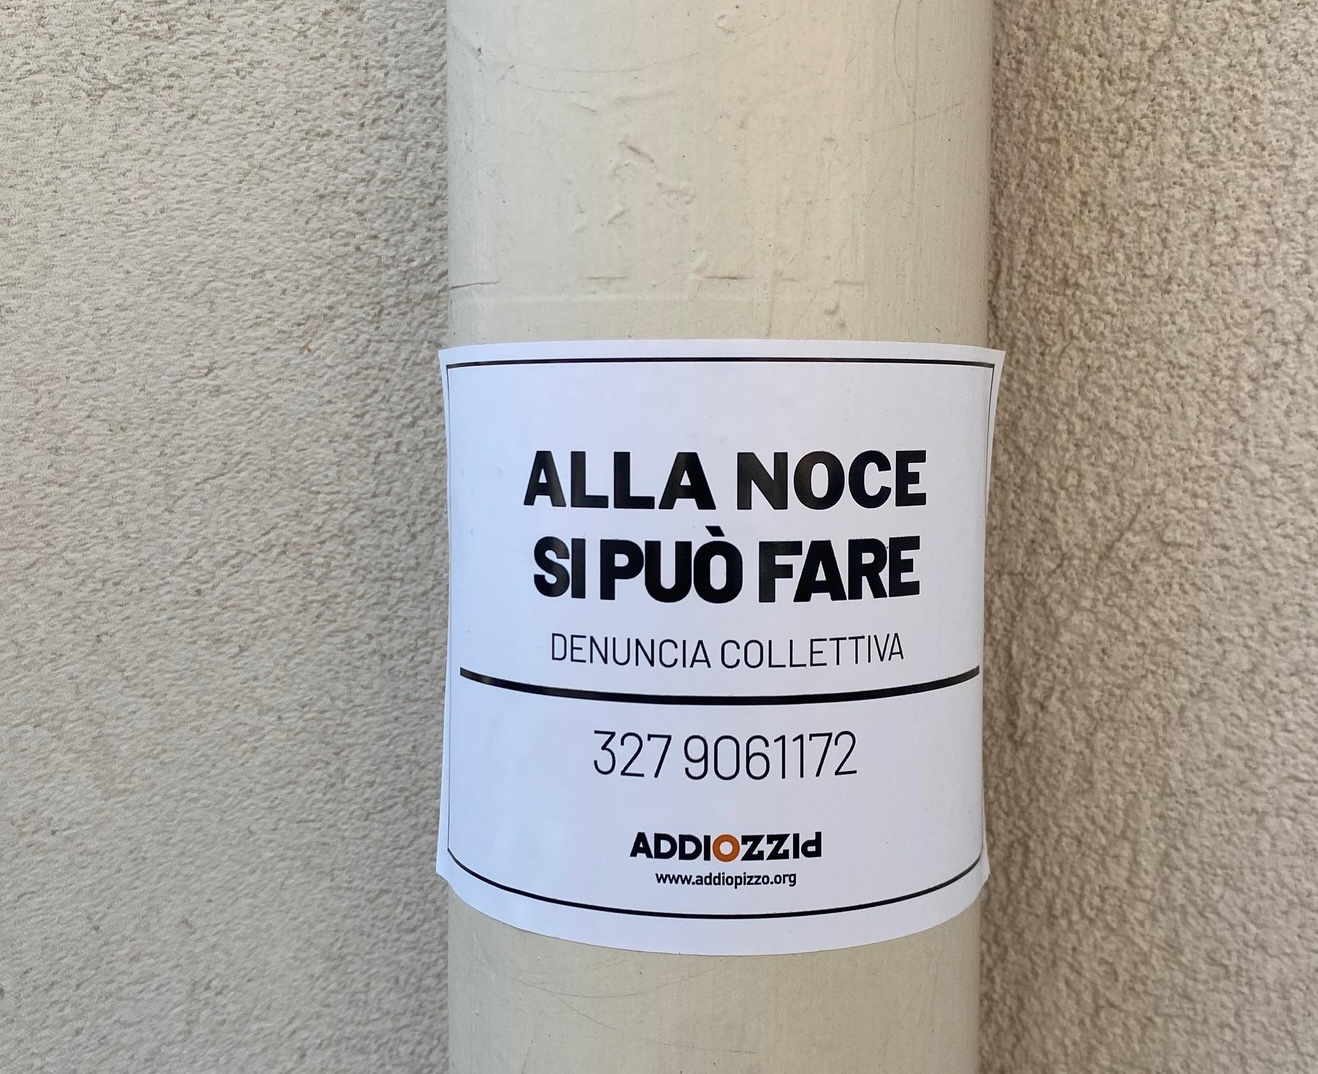 ALLA NOCE
SI PUÒ FARE
DENUNCIA COLLETTIVA
327 9061172
ADDIOZZId
www.addiopizzo.org